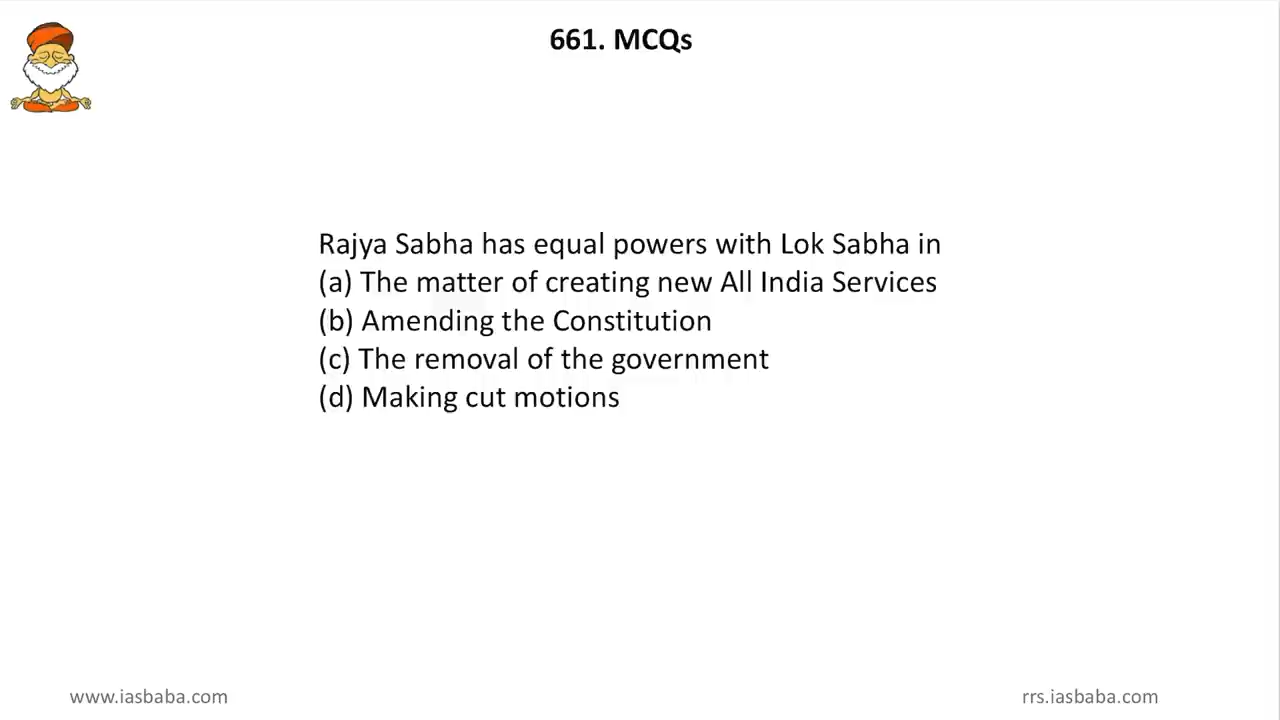 661. MCQs
Rajya Sabha has equal powers with Lok Sabha in
(a) The matter of creating new All India Services
(b) Amending the Constitution
(c) The removal of the government
(d) Making cut motions
www.iasbaba.com
rrs.iasbaba.com